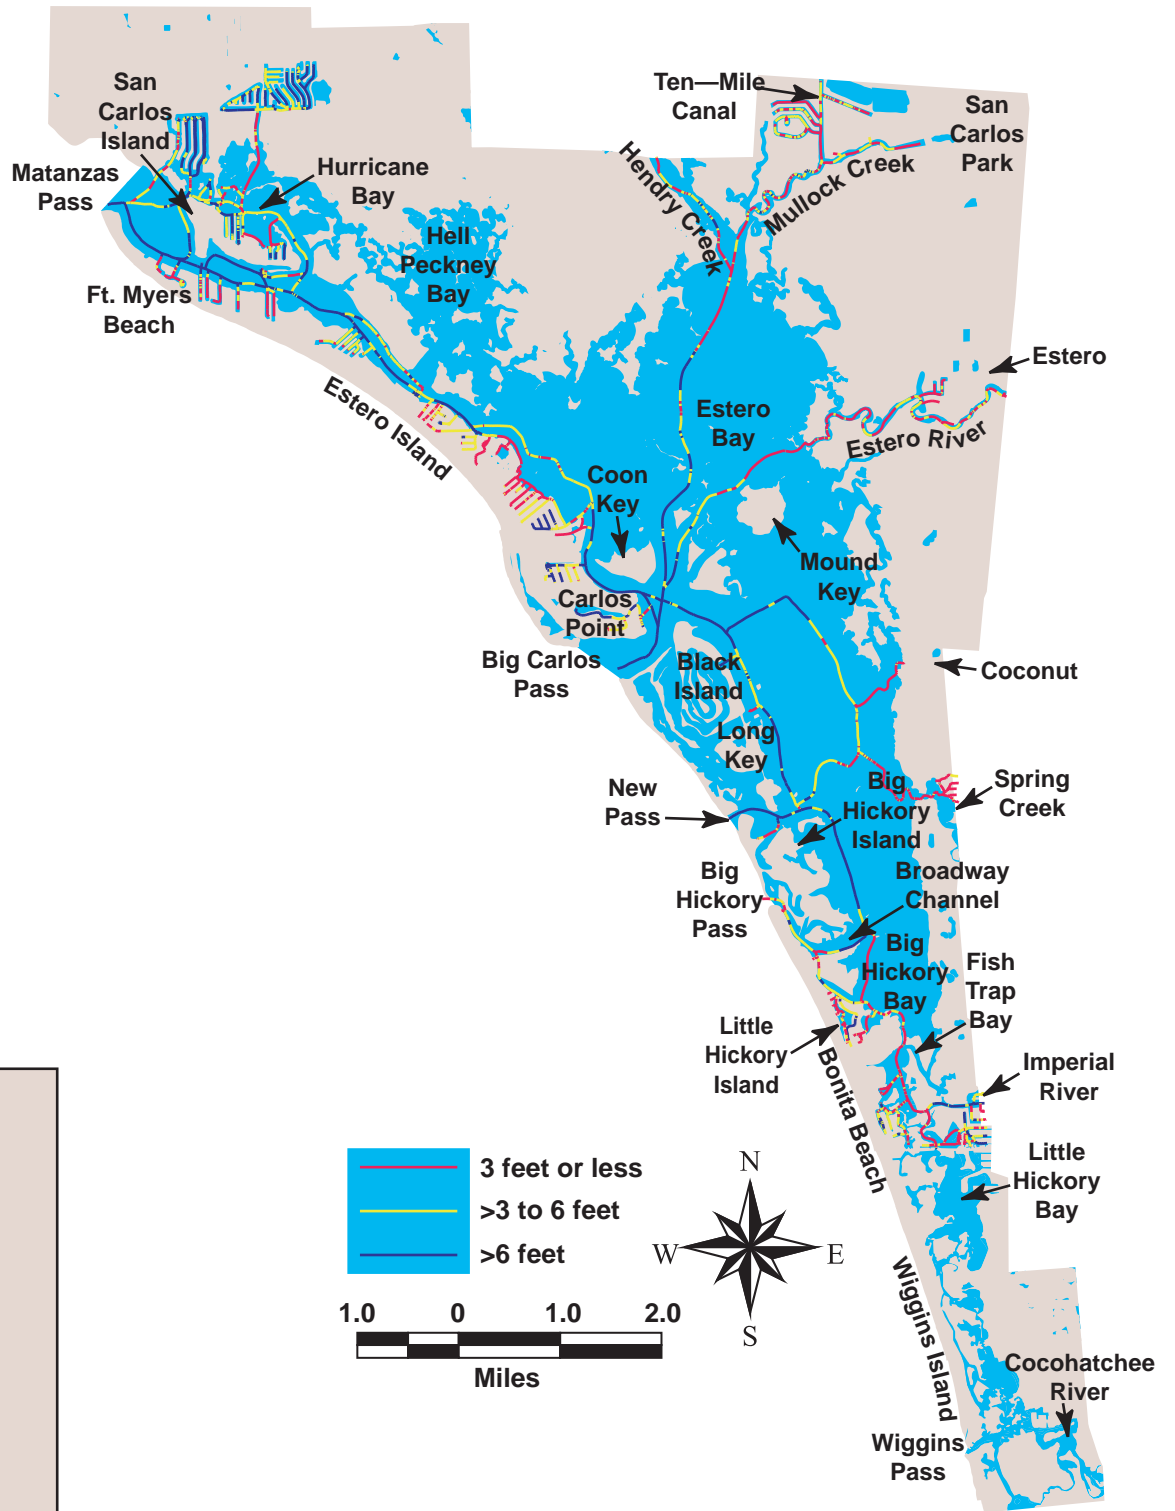 San
Carlos
Island
Matanzas
Pass
Hurricane
Bay
Hell
Peckney
Bay
Ft. Myers
Beach
Estero Island
Ten—Mile
Canal
San
Carlos
Park
Hendry Creek
Mullock Creek
Estero
Estero
Bay
Estero River
Coon
Key
Mound
Key
Carlos
Point
Big Carlos
Pass
Black
Island
Coconut
Long
Key
New
Pass
Big
Hickory
Island
Spring
Creek
Big
Hickory
Pass
Broadway
Channel
Big
Hickory
Bay
Fish
Trap
Bay
Little
Hickory
Island
Bonita Beach
Imperial
River
Little
Hickory
Bay
Wiggins Island
Cocohatchee
River
Wiggins
Pass
3 feet or less
>3 to 6 feet
>6 feet
N
W
E
S
1.0 0 1.0 2.0
Miles